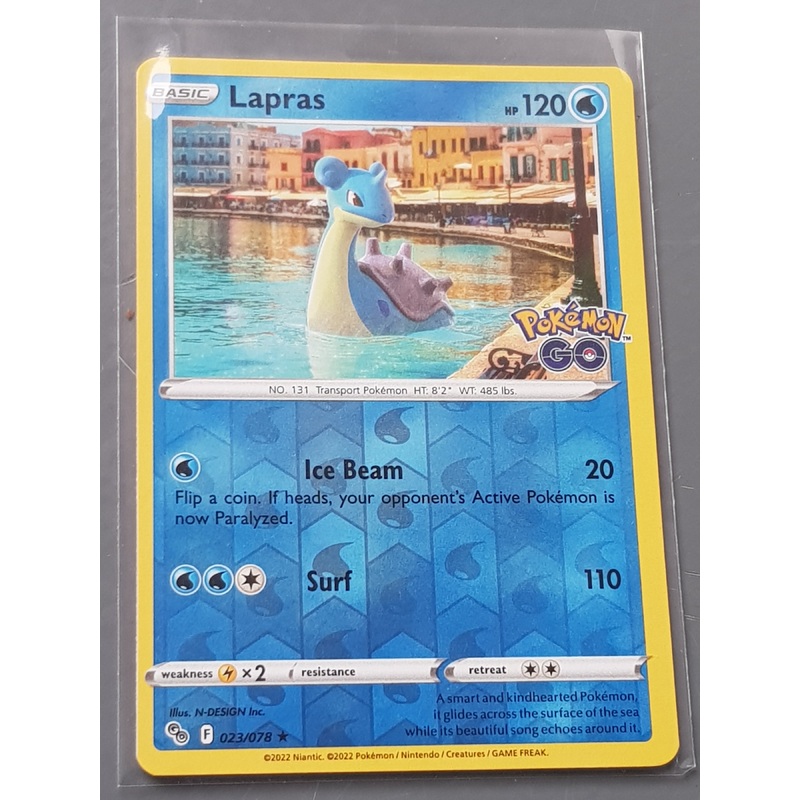 BASIC Lapras HP 120
Pokémon™
GO
NO. 131 Transport Pokémon HT: 8'2" WT: 485 lbs.
Ice Beam 20
Flip a coin. If heads, your opponent's Active Pokémon is
now Paralyzed.
Surf 110
weakness ×2 resistance retreat
A smart and kindhearted Pokémon,
it glides across the surface of the sea
while its beautiful song echoes around it.
Illus. N-DESIGN Inc.
GO F 023/078 ★
©2022 Niantic. ©2022 Pokémon / Nintendo / Creatures / GAME FREAK.